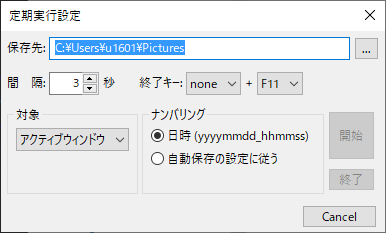 定期実行設定
保存先: C:¥Users¥u1601¥Pictures ...
間 隔: 3 秒 終了キー: none + F11
対象
アクティブウィンドウ
ナンバリング
日時 (yyyymmdd_hhmmss)
自動保存の設定に従う
開始
終了
Cancel